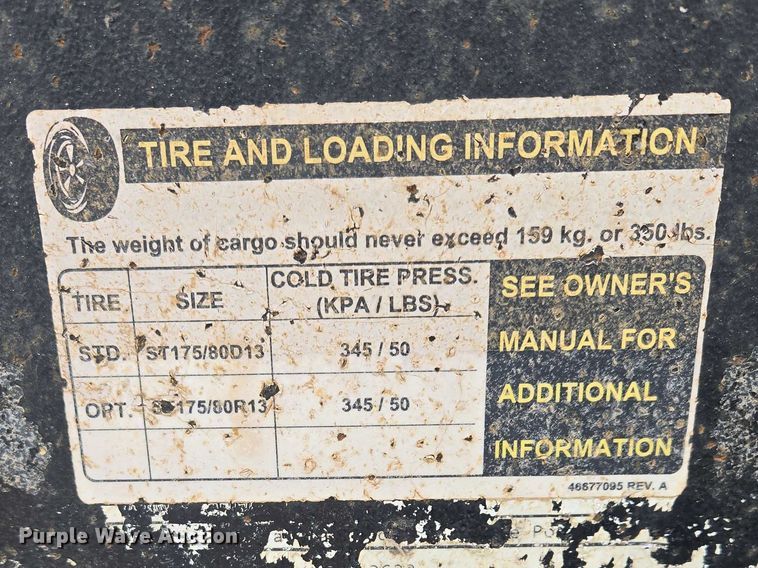 TIRE AND LOADING INFORMATION
The weight of cargo should never exceed 159 kg. or 350 lbs.
TIRE SIZE COLD TIRE PRESS. (KPA / LBS)
STD. ST175/80D13 345 / 50
OPT. ST175/80R13 345 / 50
SEE OWNER'S
MANUAL FOR
ADDITIONAL
INFORMATION
46677095 REV. A
Purple Wave Auction